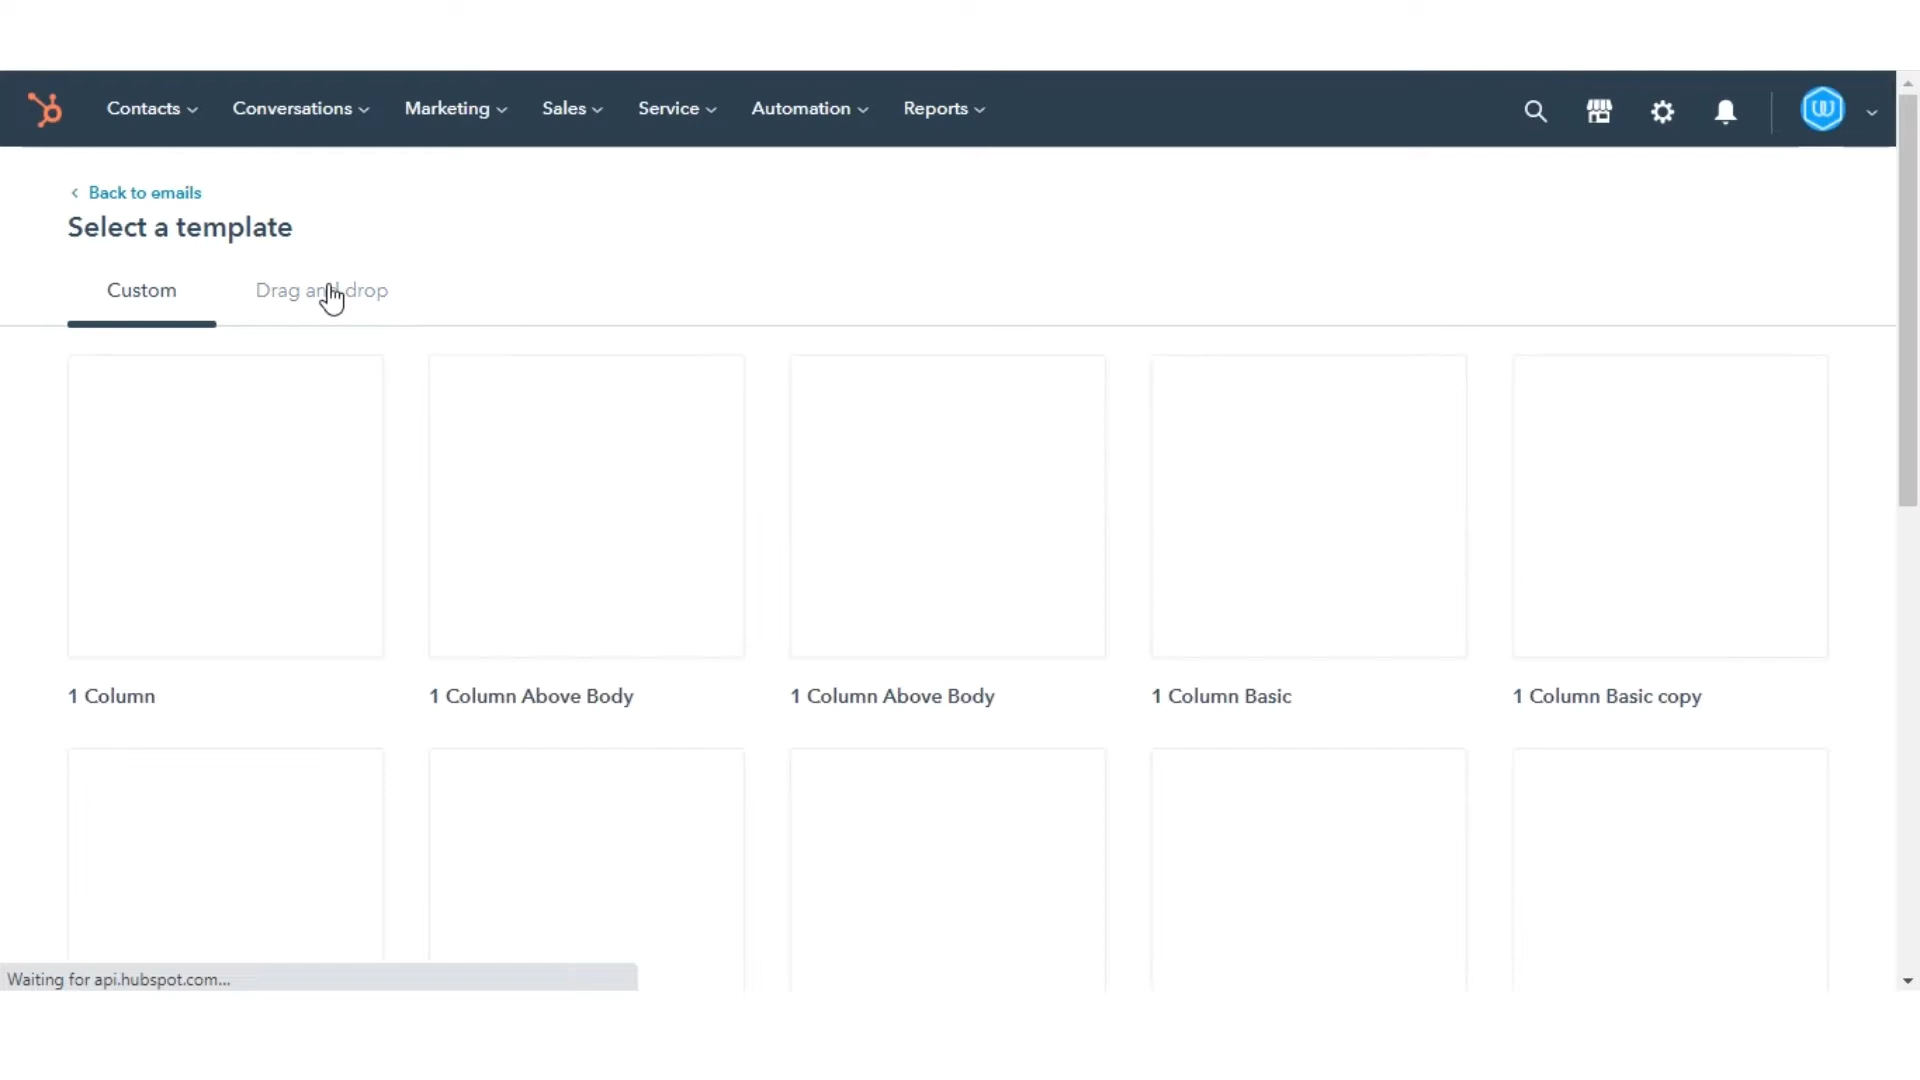 Contacts Conversations Marketing Sales Service Automation Reports
Back to emails
Select a template
Custom Drag and drop
1 Column 1 Column Above Body 1 Column Above Body 1 Column Basic 1 Column Basic copy
Waiting for api.hubspot.com...